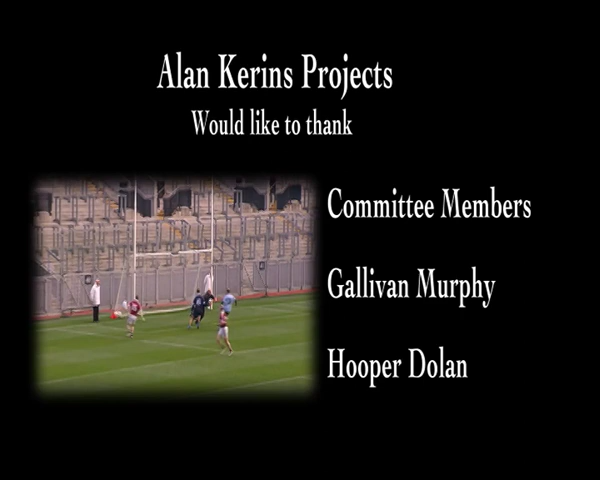 Alan Kerins Projects
Would like to thank
Committee Members
Gallivan Murphy
Hooper Dolan